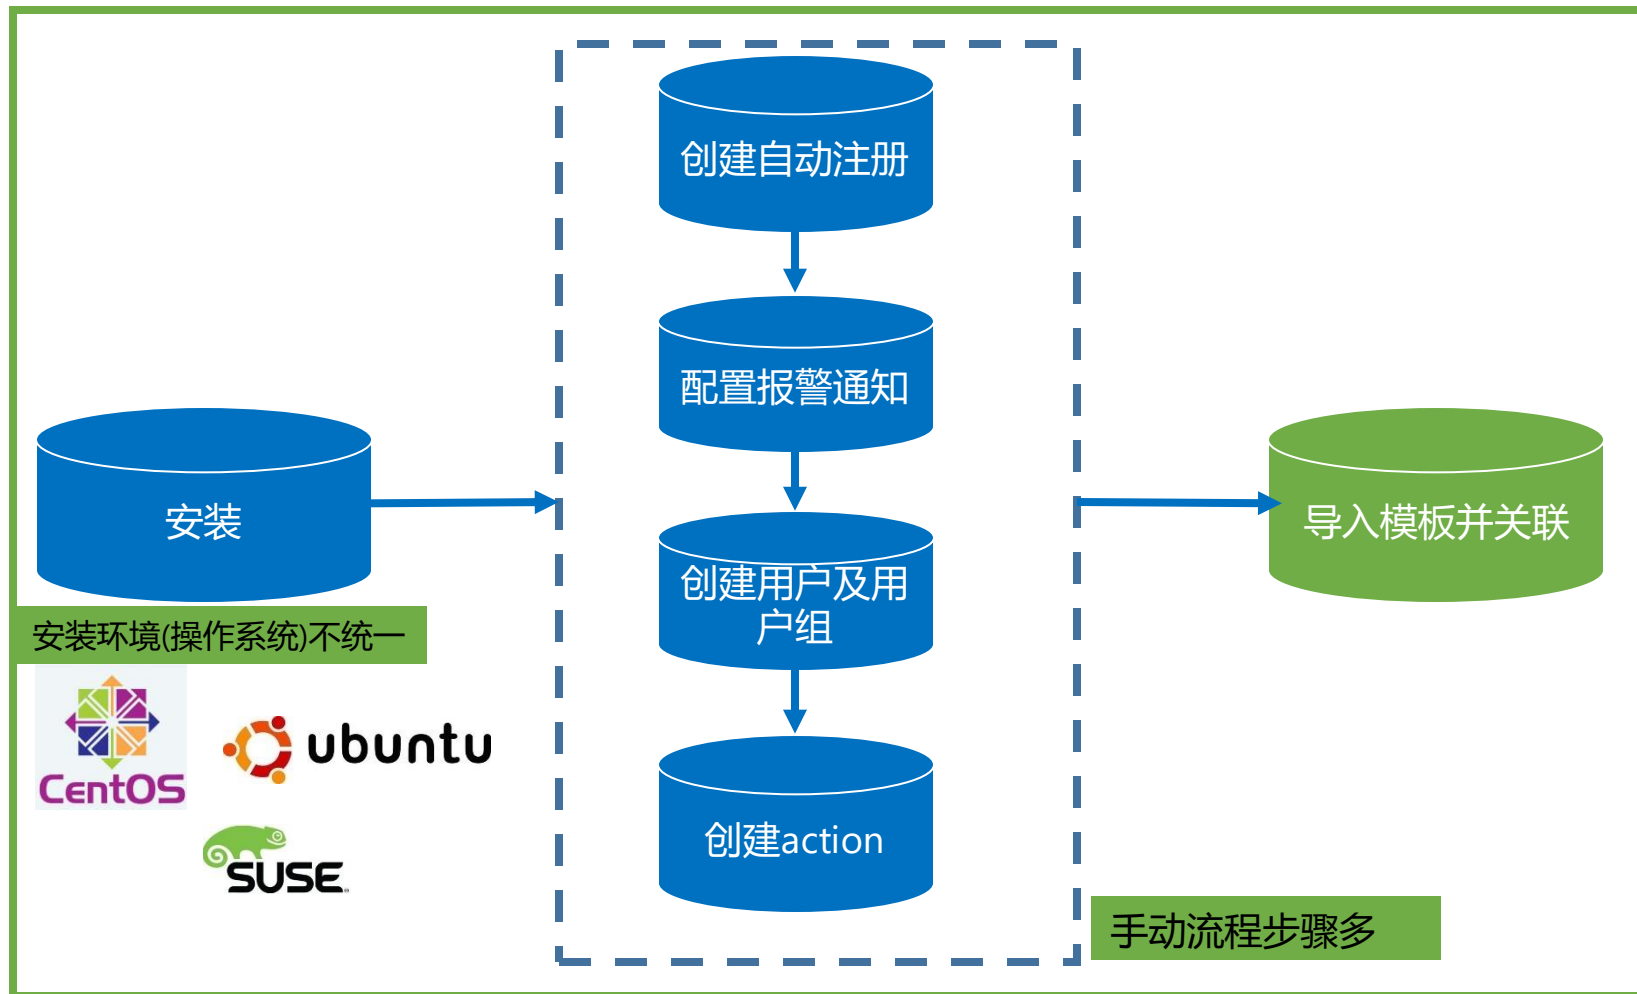 创建自动注册
配置报警通知
安装
导入模板并关联
创建用户及用
户组
安装环境(操作系统)不统一
CentOS
ubuntu
SUSE
创建action
手动流程步骤多